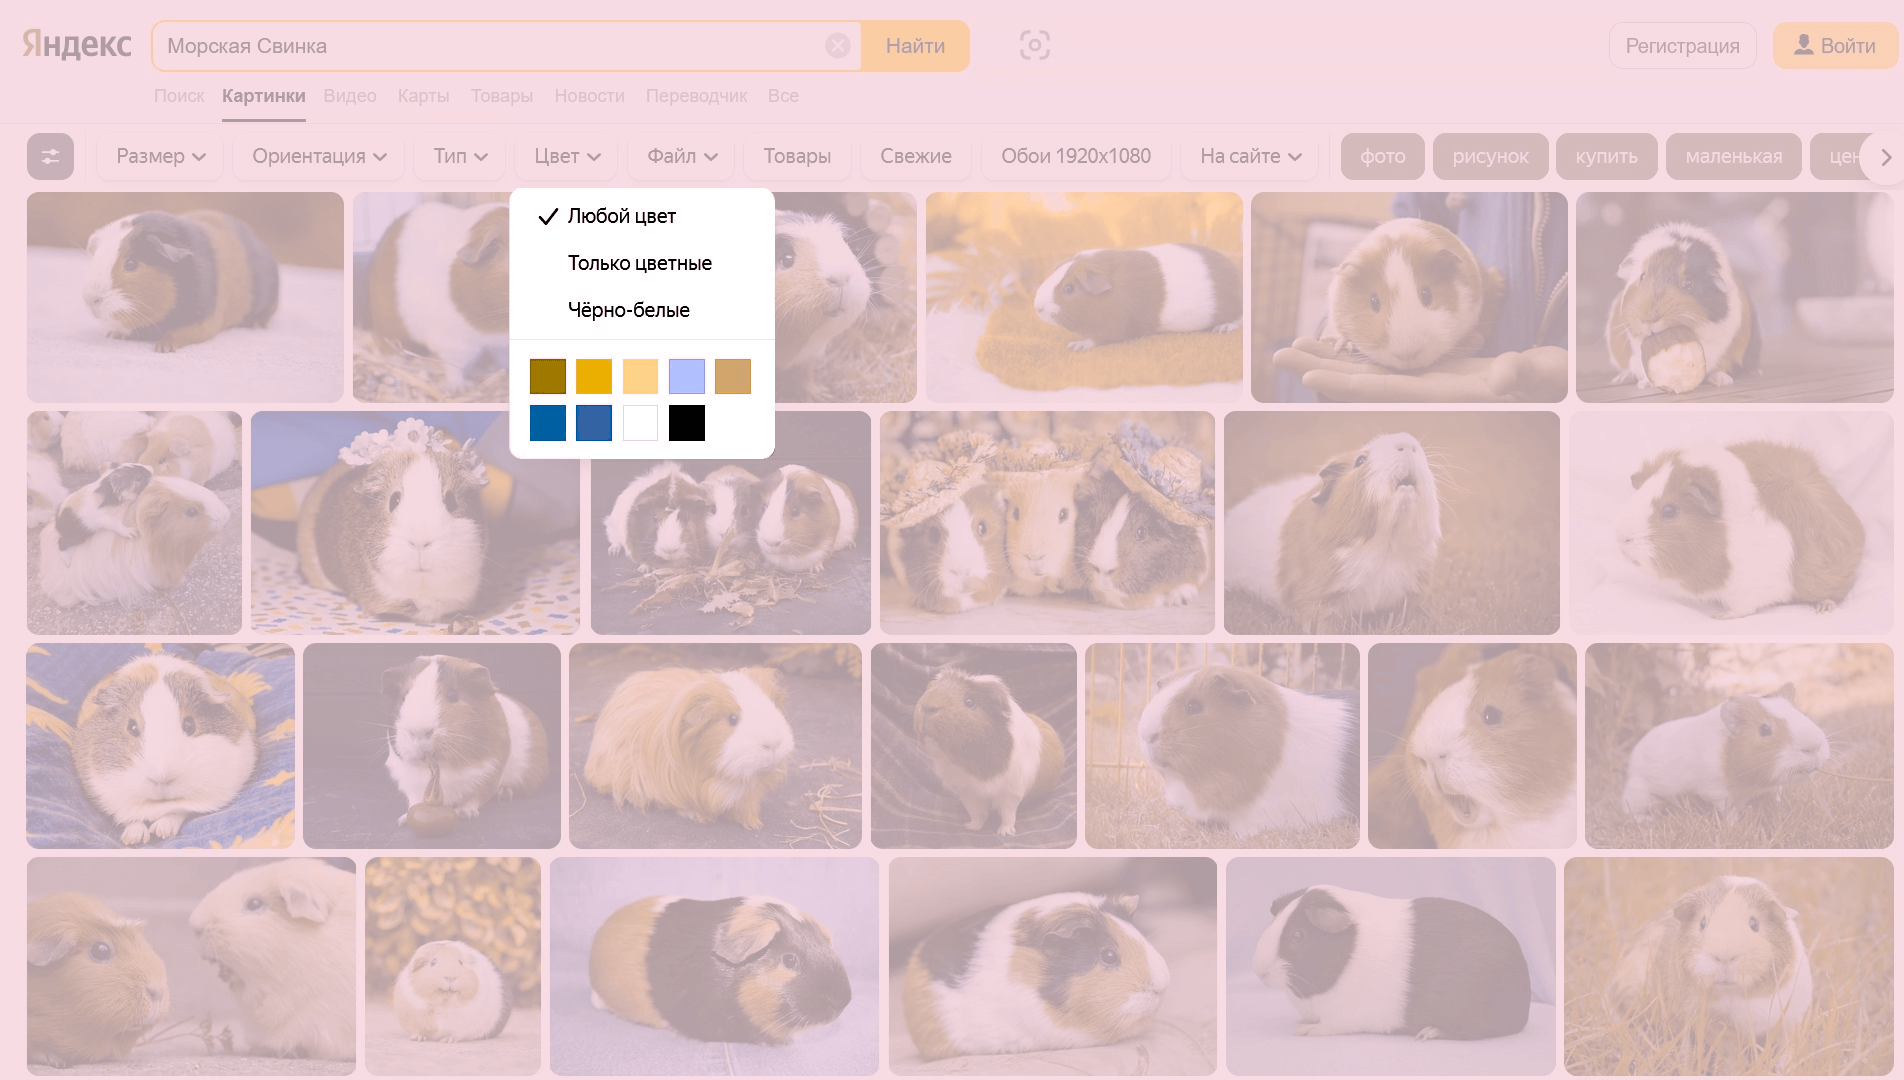 Яндекс
Морская Свинка
Найти
Регистрация
Войти
Поиск Картинки Видео Карты Товары Новости Переводчик Все
Размер Ориентация Тип Цвет Файл Товары Свежие Обои 1920x1080 На сайте фото рисунок купить маленькая
Любой цвет
Только цветные
Чёрно-белые